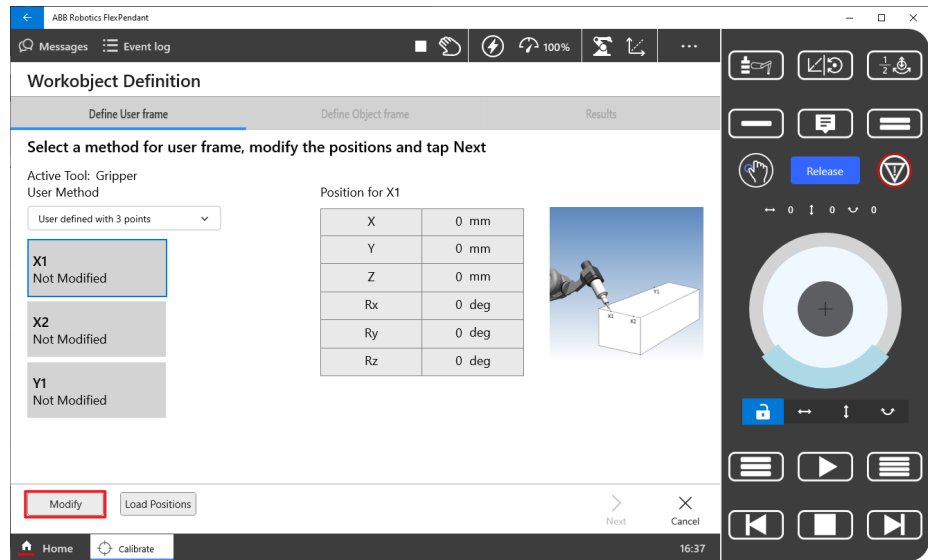 ABB Robotics FlexPendant
Messages Event log 100% ...
Workobject Definition
Define User frame Define Object frame Results
Select a method for user frame, modify the positions and tap Next
Active Tool: Gripper
User Method
User defined with 3 points
X1
Not Modified
X2
Not Modified
Y1
Not Modified
Position for X1
X 0 mm
Y 0 mm
Z 0 mm
Rx 0 deg
Ry 0 deg
Rz 0 deg
Y1
X1 X2
Modify Load Positions Next Cancel
Home Calibrate 16:37
1/2
Release
0 0 0